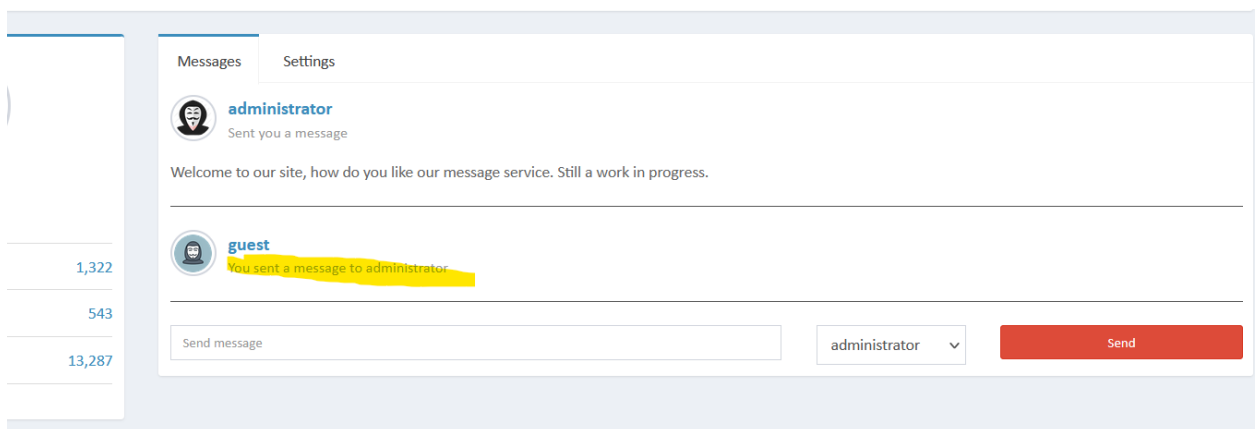 Messages Settings
administrator
Sent you a message
Welcome to our site, how do you like our message service. Still a work in progress.
guest
You sent a message to administrator
1,322
543
13,287
Send message administrator Send